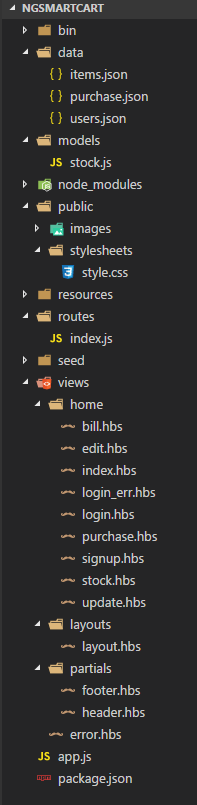 NGSMARTCART
bin
data
items.json
purchase.json
users.json
models
JS stock.js
node_modules
public
images
stylesheets
style.css
resources
routes
JS index.js
seed
views
home
bill.hbs
edit.hbs
index.hbs
login_err.hbs
login.hbs
purchase.hbs
signup.hbs
stock.hbs
update.hbs
layouts
layout.hbs
partials
footer.hbs
header.hbs
error.hbs
JS app.js
package.json